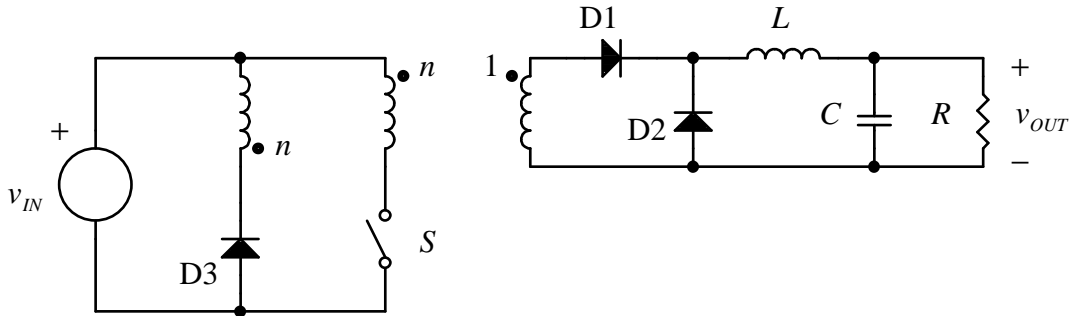 D1
L
n
1
+
n
D2
C
R
+
v_OUT
−
v_IN
D3
S